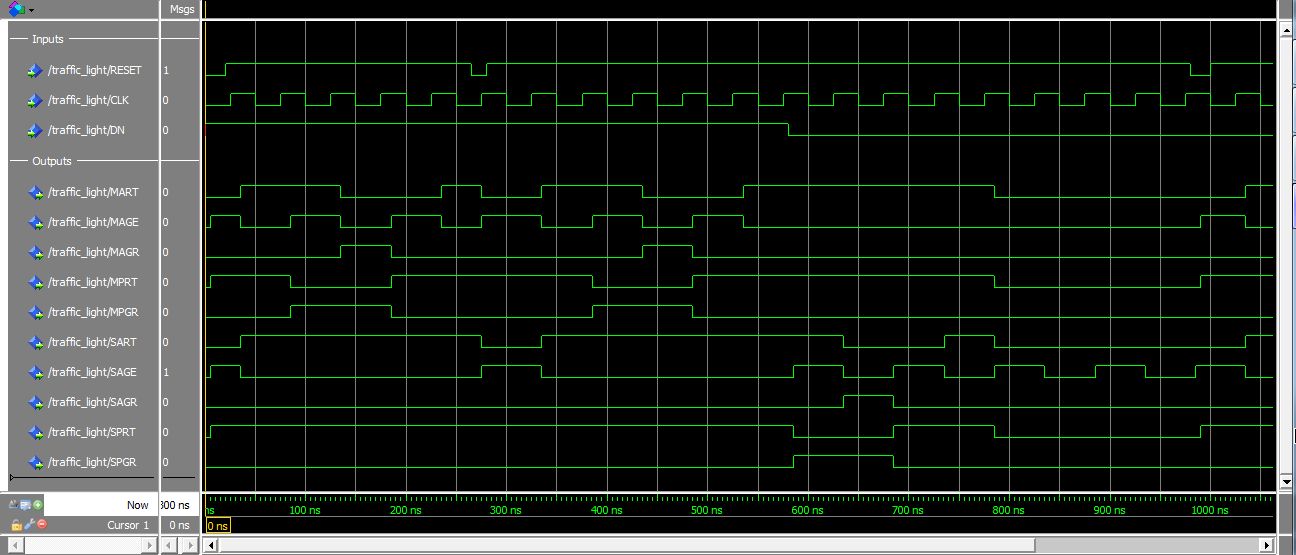 Msgs
Inputs
/traffic_light/RESET 1
/traffic_light/CLK 0
/traffic_light/DN 0
Outputs
/traffic_light/MART 0
/traffic_light/MAGE 0
/traffic_light/MAGR 0
/traffic_light/MPRT 0
/traffic_light/MPGR 0
/traffic_light/SART 0
/traffic_light/SAGE 1
/traffic_light/SAGR 0
/traffic_light/SPRT 0
/traffic_light/SPGR 0
Now 300 ns ns 100 ns 200 ns 300 ns 400 ns 500 ns 600 ns 700 ns 800 ns 900 ns 1000 ns
Cursor 1 0 ns 0 ns